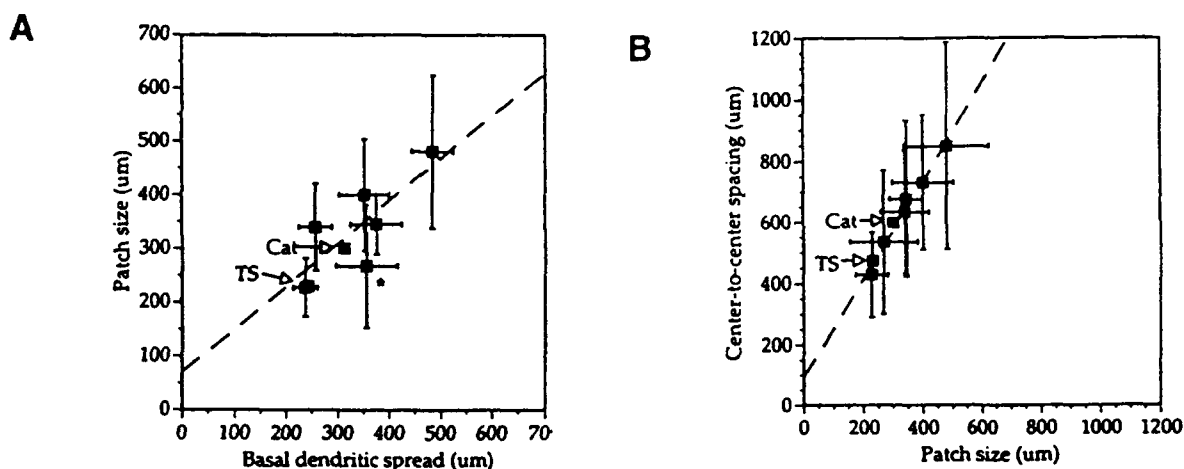 A
700
600
500
400
300
200
100
0
Patch size (um)
Cat
TS
*
0 100 200 300 400 500 600 70
Basal dendritic spread (um)
B
1200
1000
800
600
400
200
0
Center-to-center spacing (um)
Cat
TS
0 200 400 600 800 1000 1200
Patch size (um)